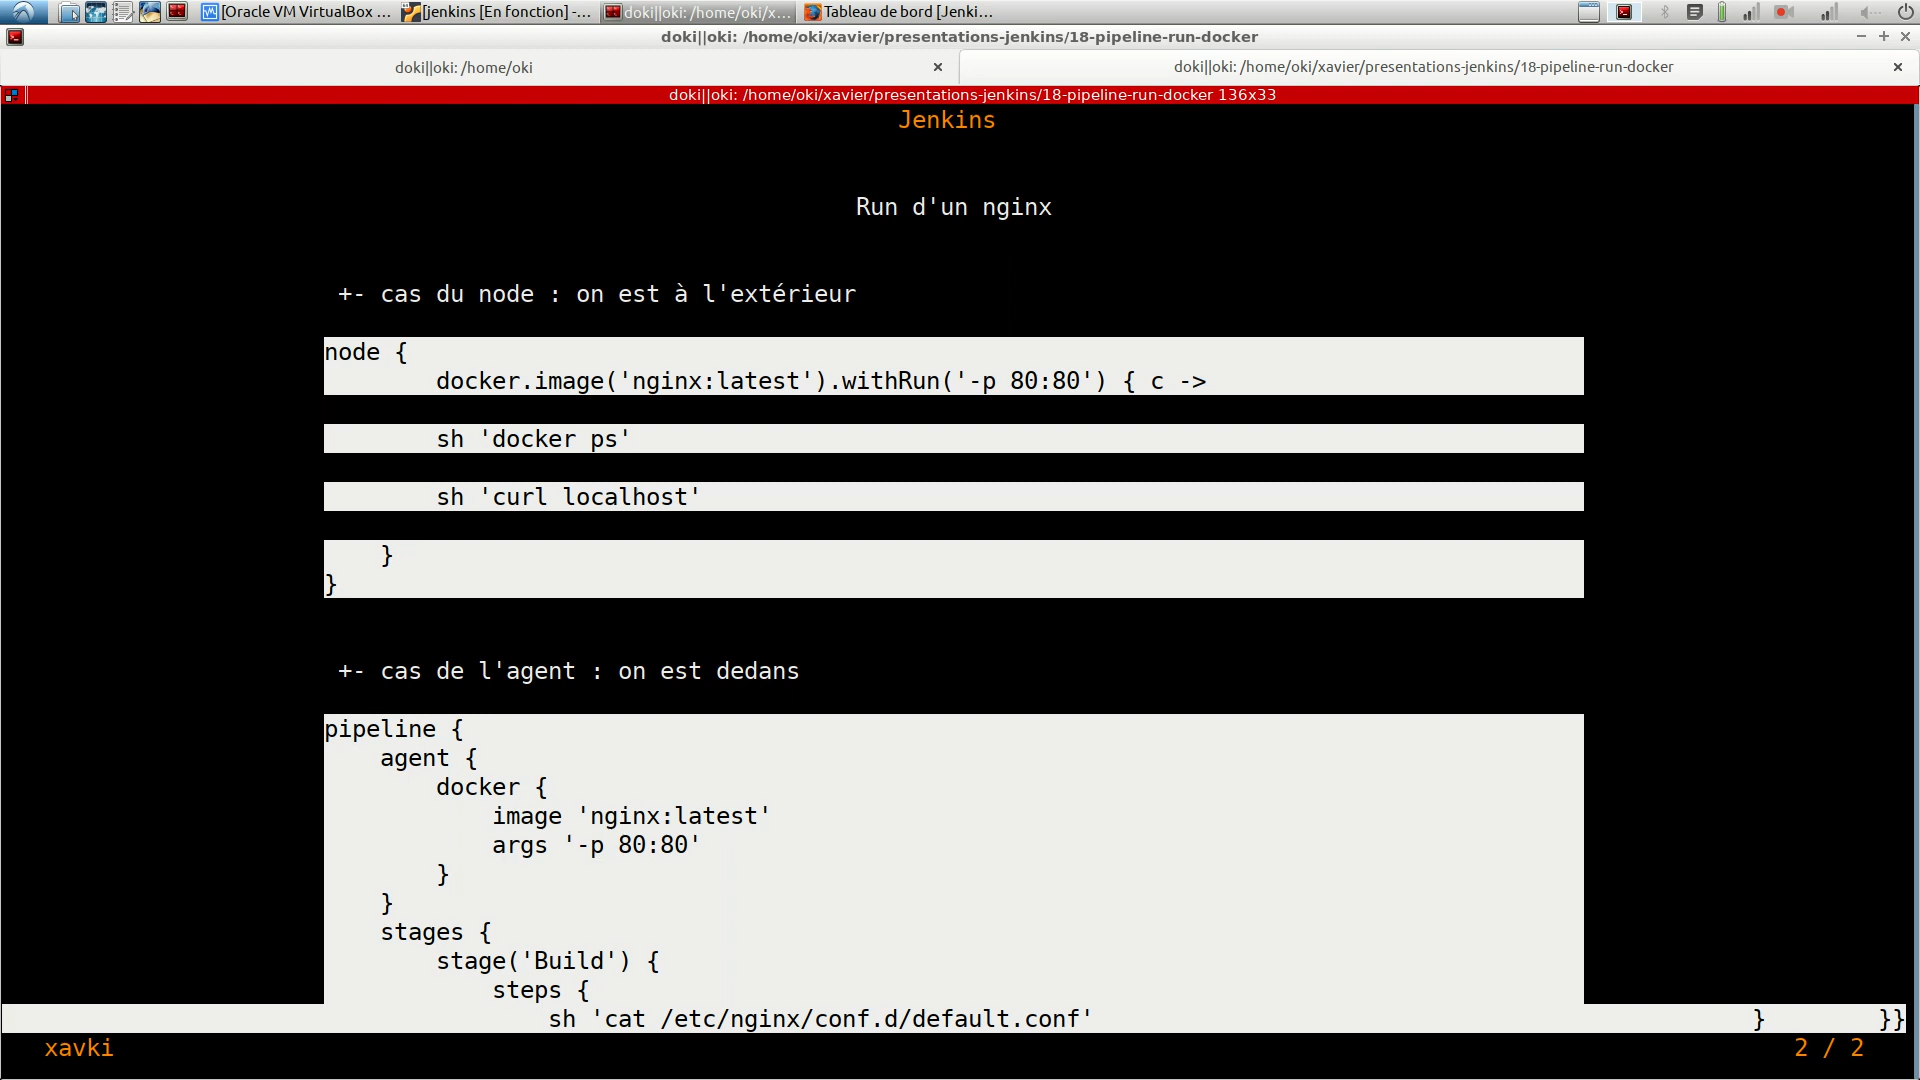 [Oracle VM VirtualBox ...
[jenkins [En fonction] -...
doki||oki: /home/oki/x...
Tableau de bord [Jenki...
doki||oki: /home/oki/xavier/presentations-jenkins/18-pipeline-run-docker
doki||oki: /home/oki
doki||oki: /home/oki/xavier/presentations-jenkins/18-pipeline-run-docker
doki||oki: /home/oki/xavier/presentations-jenkins/18-pipeline-run-docker 136x33
Jenkins
Run d'un nginx
+- cas du node : on est à l'extérieur
node {
docker.image('nginx:latest').withRun('-p 80:80') { c ->
sh 'docker ps'
sh 'curl localhost'
}
}
+- cas de l'agent : on est dedans
pipeline {
agent {
docker {
image 'nginx:latest'
args '-p 80:80'
}
}
stages {
stage('Build') {
steps {
sh 'cat /etc/nginx/conf.d/default.conf' } }}
xavki 2 / 2